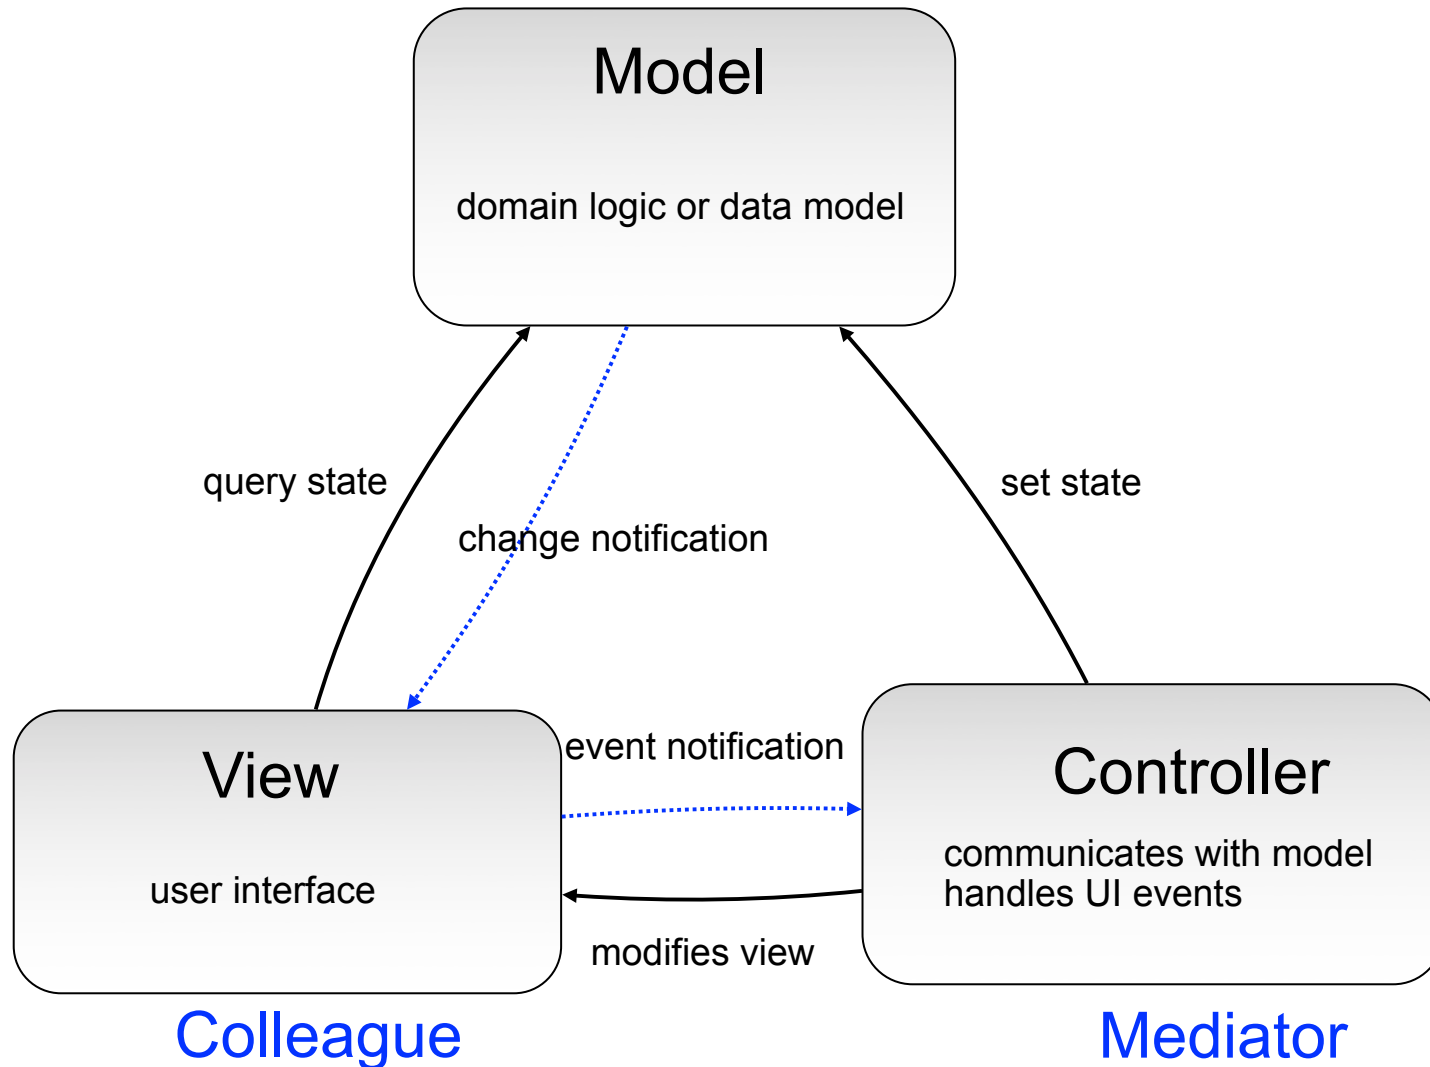 Model
domain logic or data model
query state
set state
change notification
event notification
View
Controller
user interface
communicates with model
handles UI events
modifies view
Colleague
Mediator